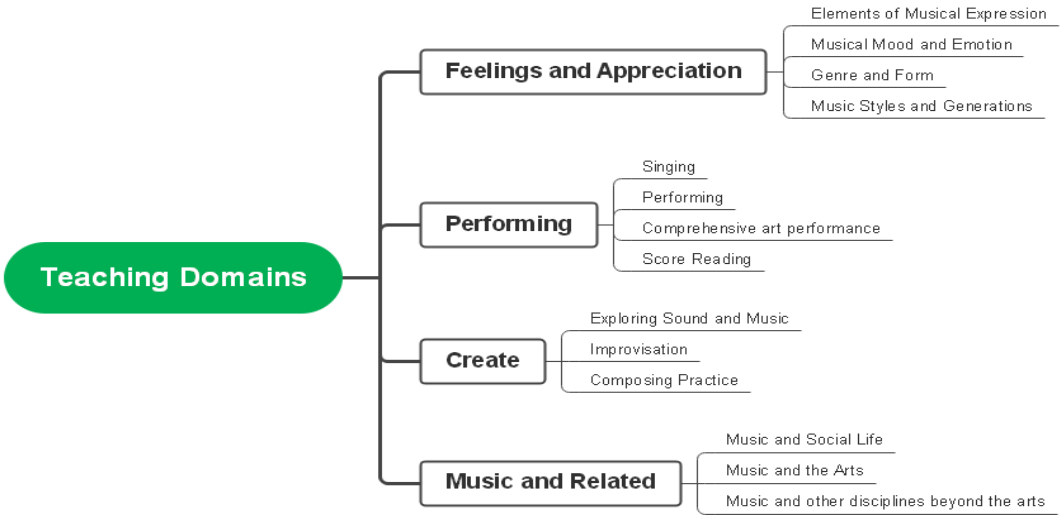 Teaching Domains
Feelings and Appreciation
Elements of Musical Expression
Musical Mood and Emotion
Genre and Form
Music Styles and Generations
Performing
Singing
Performing
Comprehensive art performance
Score Reading
Create
Exploring Sound and Music
Improvisation
Composing Practice
Music and Related
Music and Social Life
Music and the Arts
Music and other disciplines beyond the arts